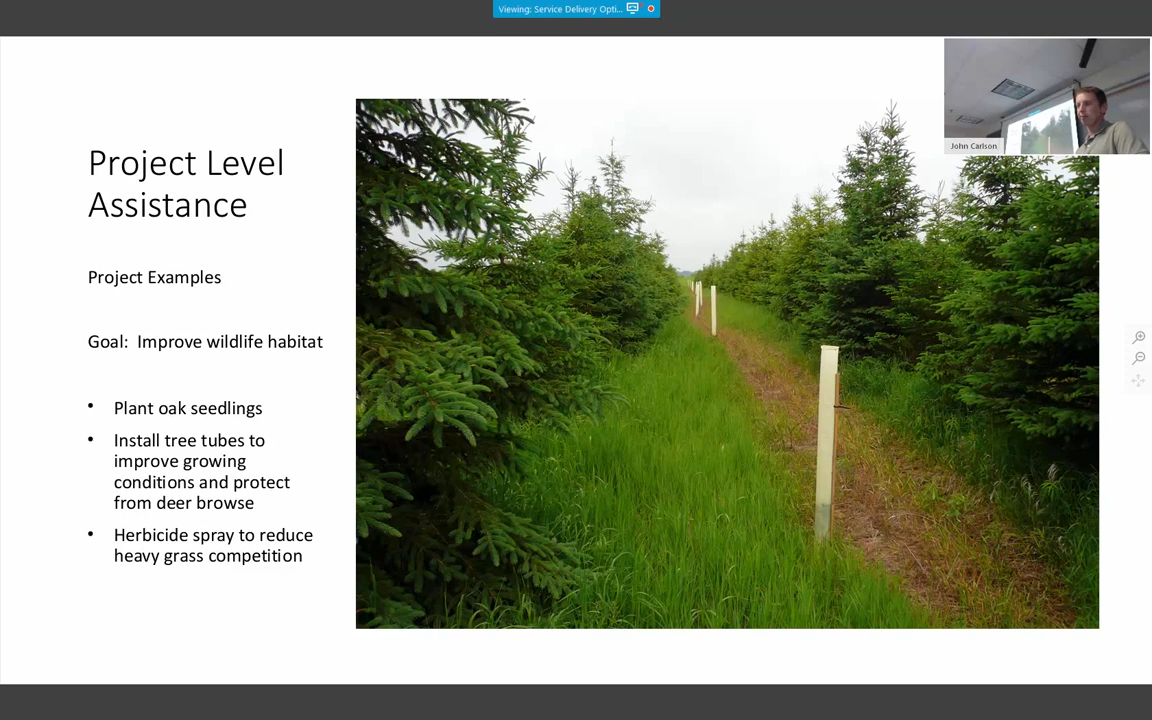 Viewing: Service Delivery Opti...
John Carlson
Project Level
Assistance
Project Examples
Goal:  Improve wildlife habitat
• Plant oak seedlings
• Install tree tubes to
improve growing
conditions and protect
from deer browse
• Herbicide spray to reduce
heavy grass competition